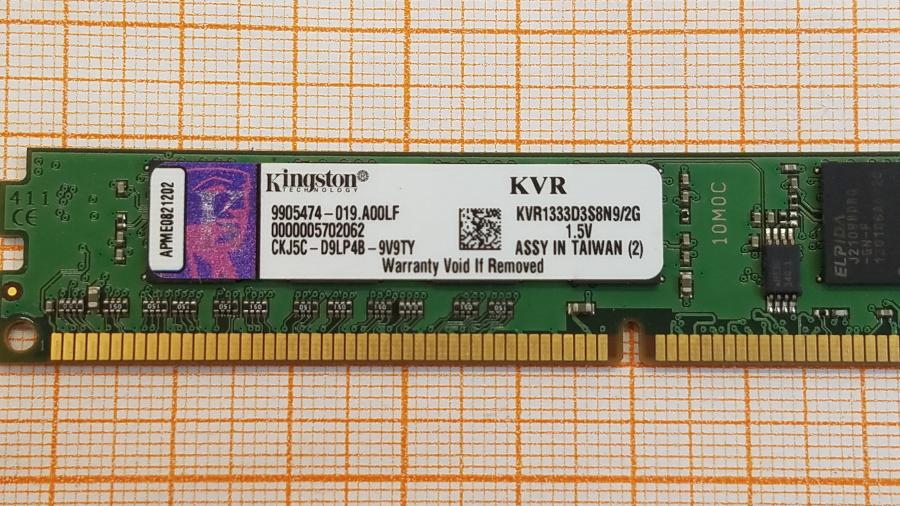 411
CE
APME0821202
Kingston®
TECHNOLOGY
9905474-019.A00LF
0000005702062
CKJ5C-D9LP4B-9V9TY
KVR
KVR1333D3S8N9/2G
1.5V
ASSY IN TAIWAN (2)
Warranty Void If Removed
10MOC
ELPIDA